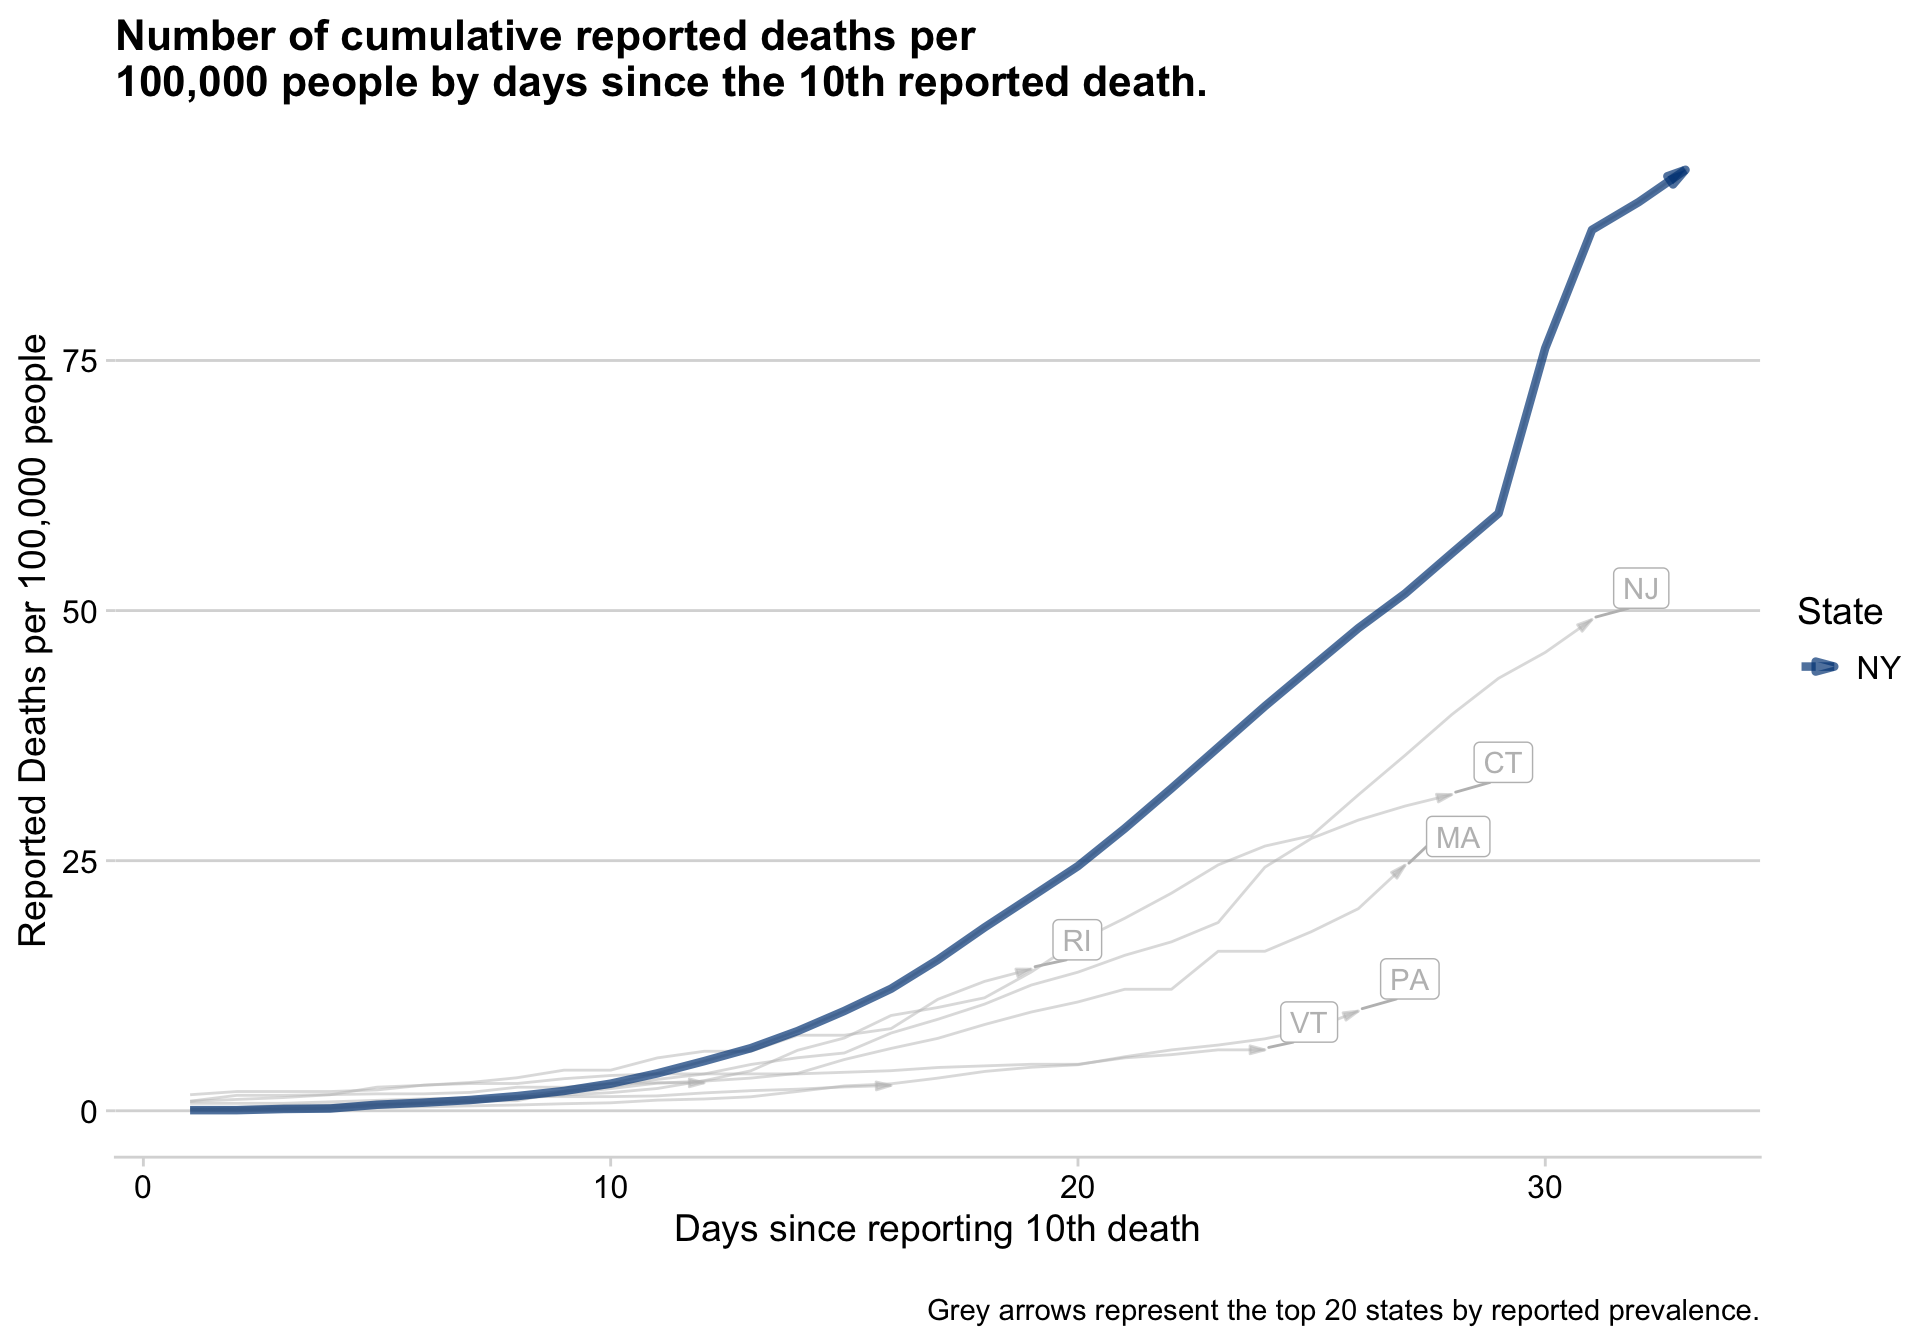 Number of cumulative reported deaths per
100,000 people by days since the 10th reported death.
Reported Deaths per 100,000 people
75
50
25
0
NJ
CT
MA
RI
PA
VT
State
NY
0
10
20
30
Days since reporting 10th death
Grey arrows represent the top 20 states by reported prevalence.